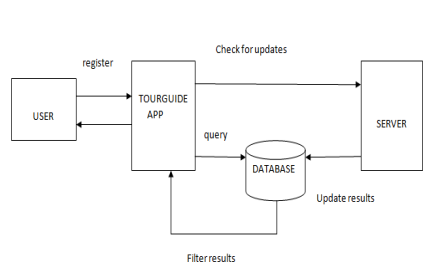 Check for updates
register
TOURGUIDE
APP
USER
SERVER
query
DATABASE
Update results
Filter results